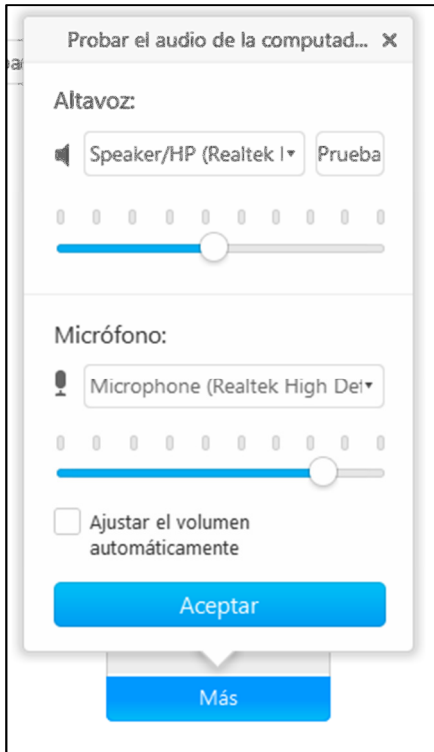 Probar el audio de la computad...
Altavoz:
Speaker/HP (Realtek I
Prueba
Micrófono:
Microphone (Realtek High Def
Ajustar el volumen
automáticamente
Aceptar
Más